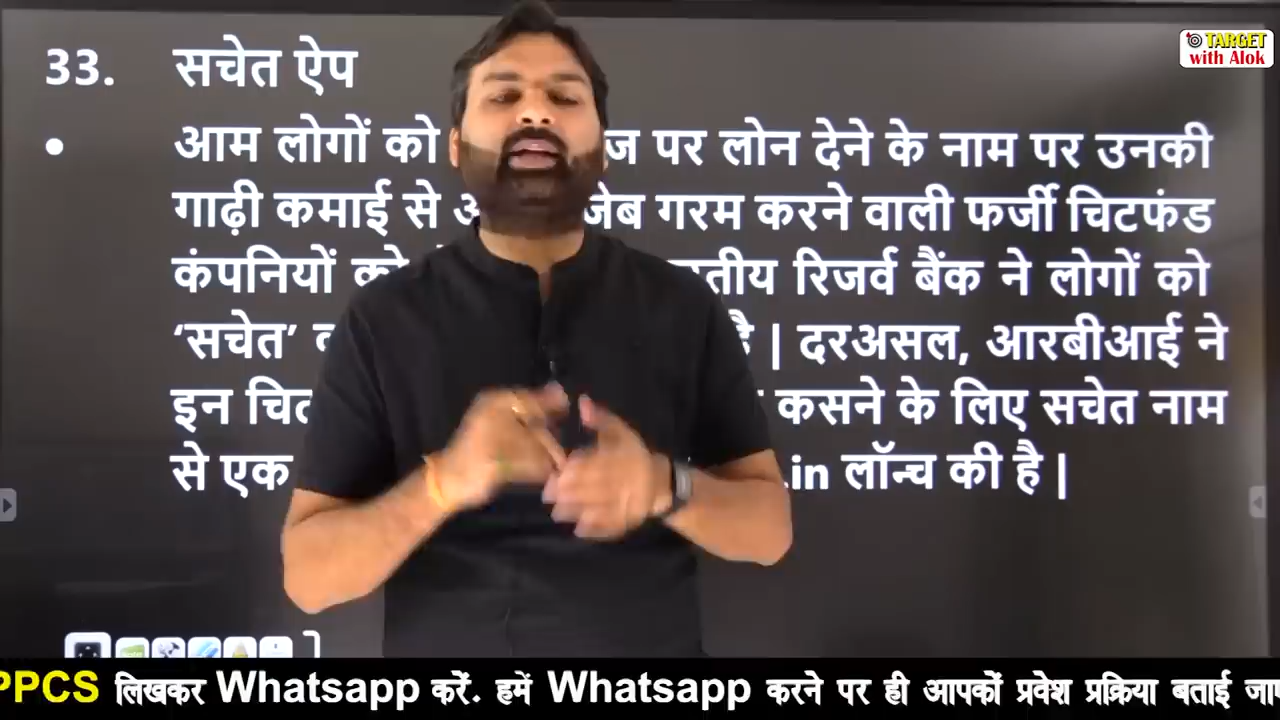 TARGET
with Alok
33. सचेत ऐप
• आम लोगों को पर लोन देने के नाम पर उनकी
गाढ़ी कमाई से जेब गरम करने वाली फर्जी चिटफंड
कंपनियों रिजर्व बैंक ने लोगों को
‘सचेत’ है | दरअसल, आरबीआई ने
इन कसने के लिए सचेत नाम
से एक .in लॉन्च की है |
PPCS लिखकर Whatsapp करें. हमें Whatsapp करने पर ही आपकों प्रवेश प्रक्रिया बताई